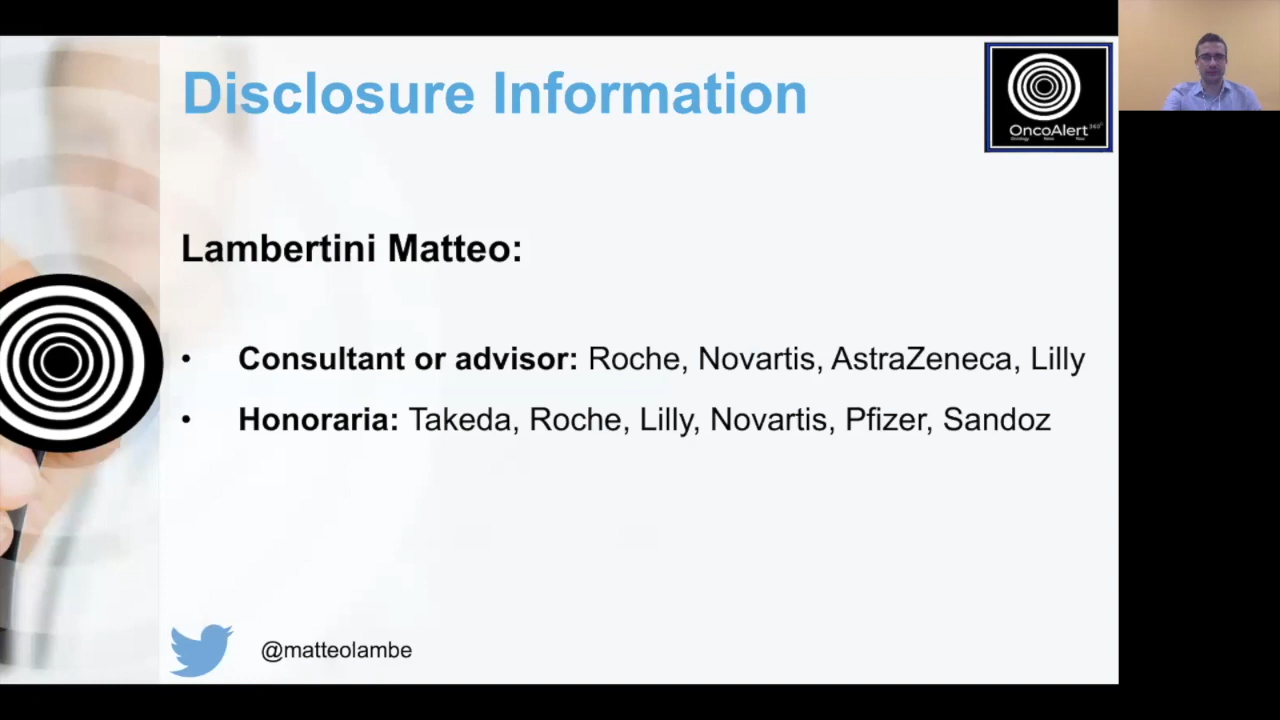 Disclosure Information
OncoAlert
Lambertini Matteo:
• Consultant or advisor: Roche, Novartis, AstraZeneca, Lilly
• Honoraria: Takeda, Roche, Lilly, Novartis, Pfizer, Sandoz
@matteolambe